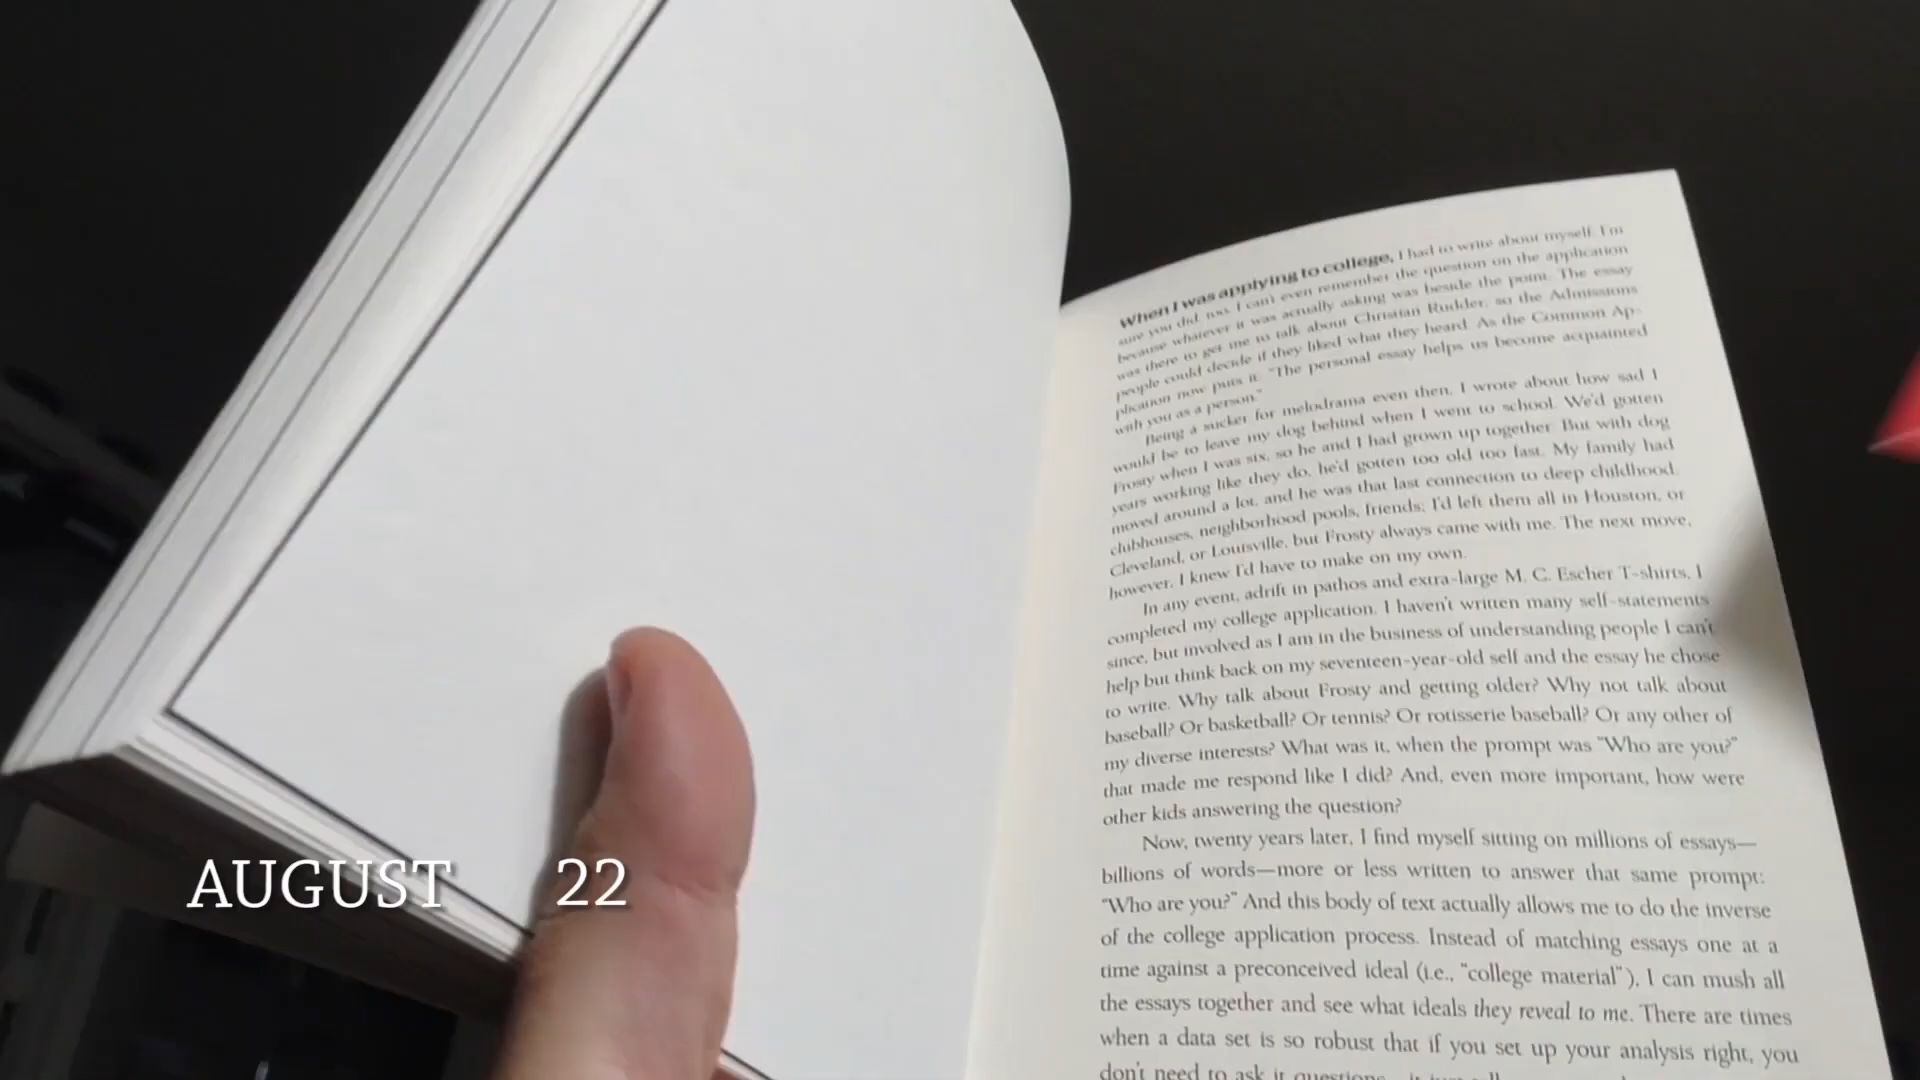 When I was applying to college, I had to write about myself. I'm
sure you did, too. I can't even remember the question on the application
because whatever it was actually asking was beside the point. The essay
was there to get me to talk about Christian Rudder, so the Admissions
people could decide if they liked what they heard. As the Common Ap-
plication now puts it: "The personal essay helps us become acquainted
with you as a person."
Being a sucker for melodrama even then, I wrote about how sad I
would be to leave my dog behind when I went to school. We'd gotten
Frosty when I was six, so he and I had grown up together. But with dog
years working like they do, he'd gotten too old too fast. My family had
moved around a lot, and he was that last connection to deep childhood.
clubhouses, neighborhood pools, friends; I'd left them all in Houston, or
Cleveland, or Louisville, but Frosty always came with me. The next move,
however, I knew I'd have to make on my own.
In any event, adrift in pathos and extra-large M. C. Escher T-shirts, I
completed my college application. I haven't written many self-statements
since, but involved as I am in the business of understanding people I can't
help but think back on my seventeen-year-old self and the essay he chose
to write. Why talk about Frosty and getting older? Why not talk about
baseball? Or basketball? Or tennis? Or rotisserie baseball? Or any other of
my diverse interests? What was it, when the prompt was "Who are you?"
that made me respond like I did? And, even more important, how were
other kids answering the question?
Now, twenty years later, I find myself sitting on millions of essays—
billions of words—more or less written to answer that same prompt:
"Who are you?" And this body of text actually allows me to do the inverse
of the college application process. Instead of matching essays one at a
time against a preconceived ideal (i.e., "college material"), I can mush all
the essays together and see what ideals they reveal to me. There are times
when a data set is so robust that if you set up your analysis right, you
don't need to ask it questions—it
AUGUST 22